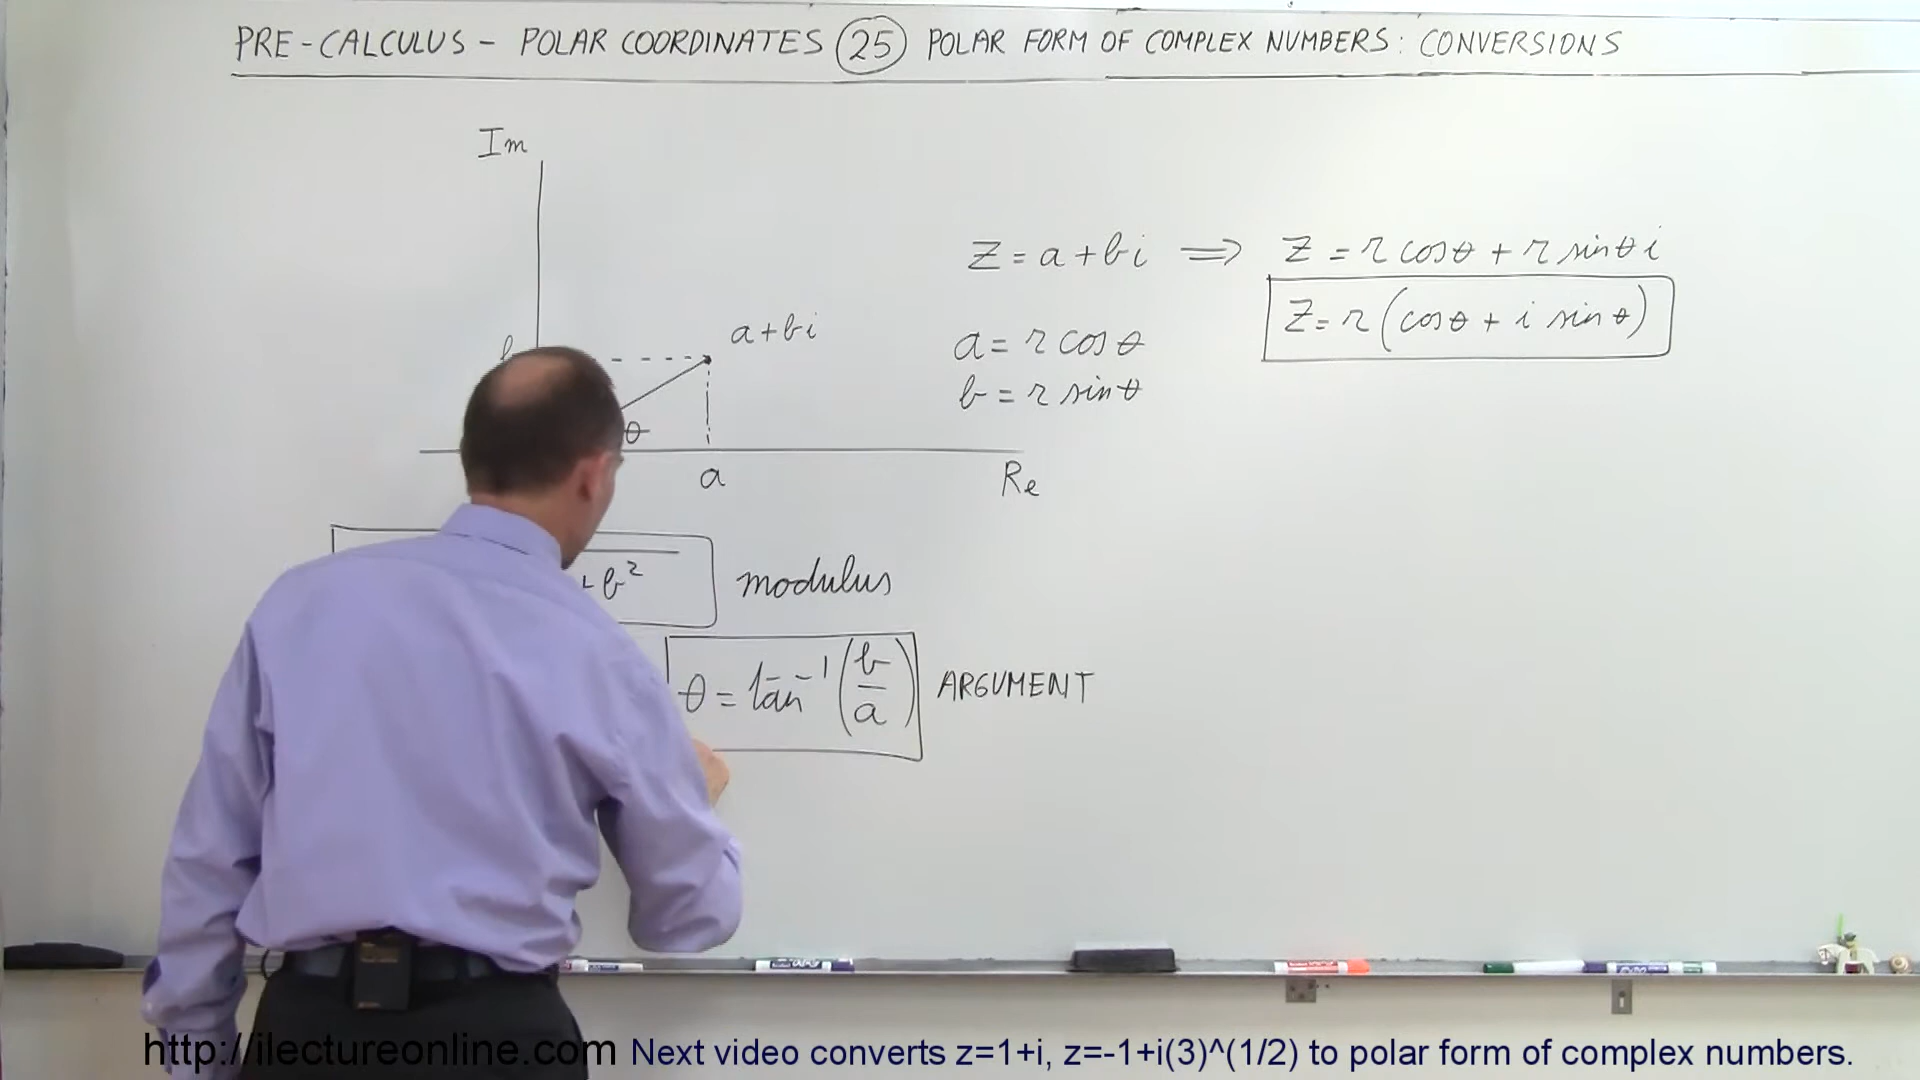 PRE-CALCULUS - POLAR COORDINATES 25 POLAR FORM OF COMPLEX NUMBERS: CONVERSIONS
Im
z = a + bi ⟹ z = r cosθ + r sinθ i
z = r (cosθ + i sinθ)
a + bi
a = r cosθ
b = r sinθ
θ
a
Re
b² modulus
θ = tan⁻¹(b/a) ARGUMENT
http://ilectureonline.com Next video converts z=1+i, z=-1+i(3)^(1/2) to polar form of complex numbers.